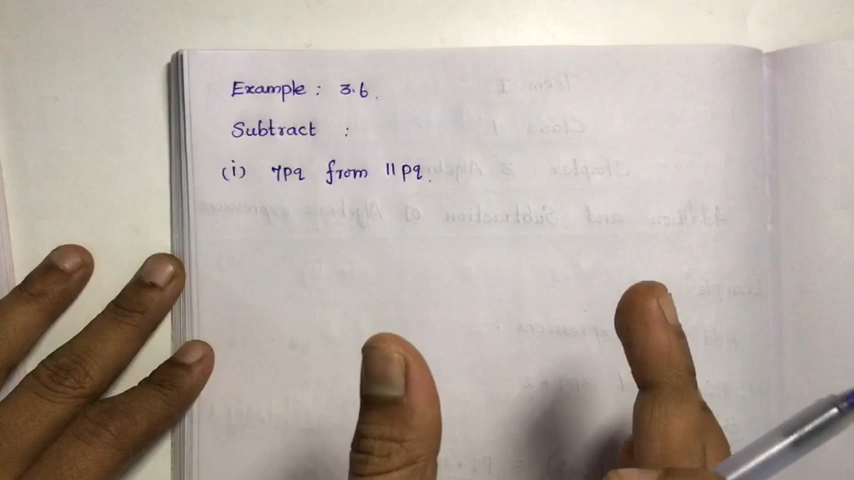 Example : 3.6.
Subtract :
(i) 7pq from 11pq.